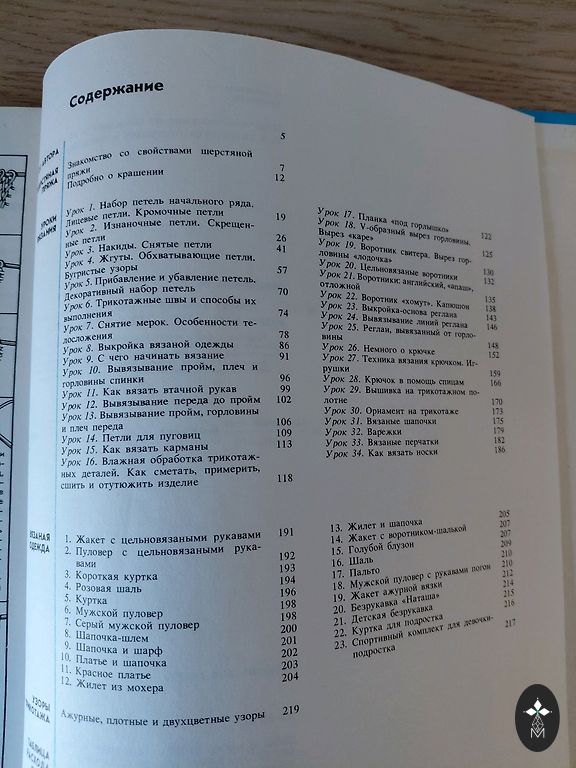 Содержание
АВТОРА
5
ПРЯЖА
Знакомство со свойствами шерстяной
пряжи 7
Подробно о крашении 12
УРОКИ
Урок 1. Набор петель начального ряда.
Лицевые петли. Кромочные петли 19
Урок 2. Изнаночные петли. Скрещен-
ные петли 26
Урок 3. Накиды. Снятые петли 41
Урок 4. Жгуты. Обхватывающие петли.
Бугристые узоры 57
Урок 5. Прибавление и убавление петель.
Декоративный набор петель 70
Урок 6. Трикотажные швы и способы их
выполнения 74
Урок 7. Снятие мерок. Особенности те-
лосложения 78
Урок 8. Выкройка вязаной одежды 86
Урок 9. С чего начинать вязание 91
Урок 10. Вывязывание пройм, плеч и
горловины спинки 96
Урок 11. Как вязать втачной рукав 99
Урок 12. Вывязывание переда до пройм 102
Урок 13. Вывязывание пройм, горловины
и плеч переда 106
Урок 14. Петли для пуговиц 109
Урок 15. Как вязать карманы 113
Урок 16. Влажная обработка трикотаж-
ных деталей. Как сметать, примерить,
сшить и отутюжить изделие 118
Урок 17. Планка «под горлышко» 122
Урок 18. V-образный вырез горловины.
Вырез «каре» 125
Урок 19. Воротник свитера. Вырез гор-
ловины «лодочка» 130
Урок 20. Цельновязаные воротники 132
Урок 21. Воротники: английский, «апаш»,
отложной 135
Урок 22. Воротник «хомут». Капюшон 138
Урок 23. Выкройка-основа реглана 143
Урок 24. Вывязывание линий реглана 146
Урок 25. Реглан, вывязанный от горло-
вины 148
Урок 26. Немного о крючке 152
Урок 27. Техника вязания крючком. Иг-
рушки 159
Урок 28. Крючок в помощь спицам 166
Урок 29. Вышивка на трикотажном по-
лотне 170
Урок 30. Орнамент на трикотаже 173
Урок 31. Вязаные шапочки 175
Урок 32. Варежки 179
Урок 33. Вязаные перчатки 182
Урок 34. Как вязать носки 186
ОДЕЖДА
1. Жакет с цельновязаными рукавами 191
2. Пуловер с цельновязаными рука-
вами 192
3. Короткая куртка 193
4. Розовая шаль 194
5. Куртка 196
6. Мужской пуловер 198
7. Серый мужской пуловер 198
8. Шапочка-шлем 200
9. Шапочка и шарф 201
10. Платье и шапочка 202
11. Красное платье 203
12. Жилет из мохера 204
13. Жилет и шапочка 205
14. Жакет с воротником-шалькой 207
15. Голубой блузон 207
16. Шаль 209
17. Пальто 210
18. Мужской пуловер с рукавами погон 210
19. Жакет ажурной вязки 212
20. Безрукавка «Наташа» 214
21. Детская безрукавка 215
22. Куртка для подростка 216
23. Спортивный комплект для девочки-
подростка 217
УЗОРЫ
Ажурные, плотные и двухцветные узоры 219
ТАБЛИЦА
M